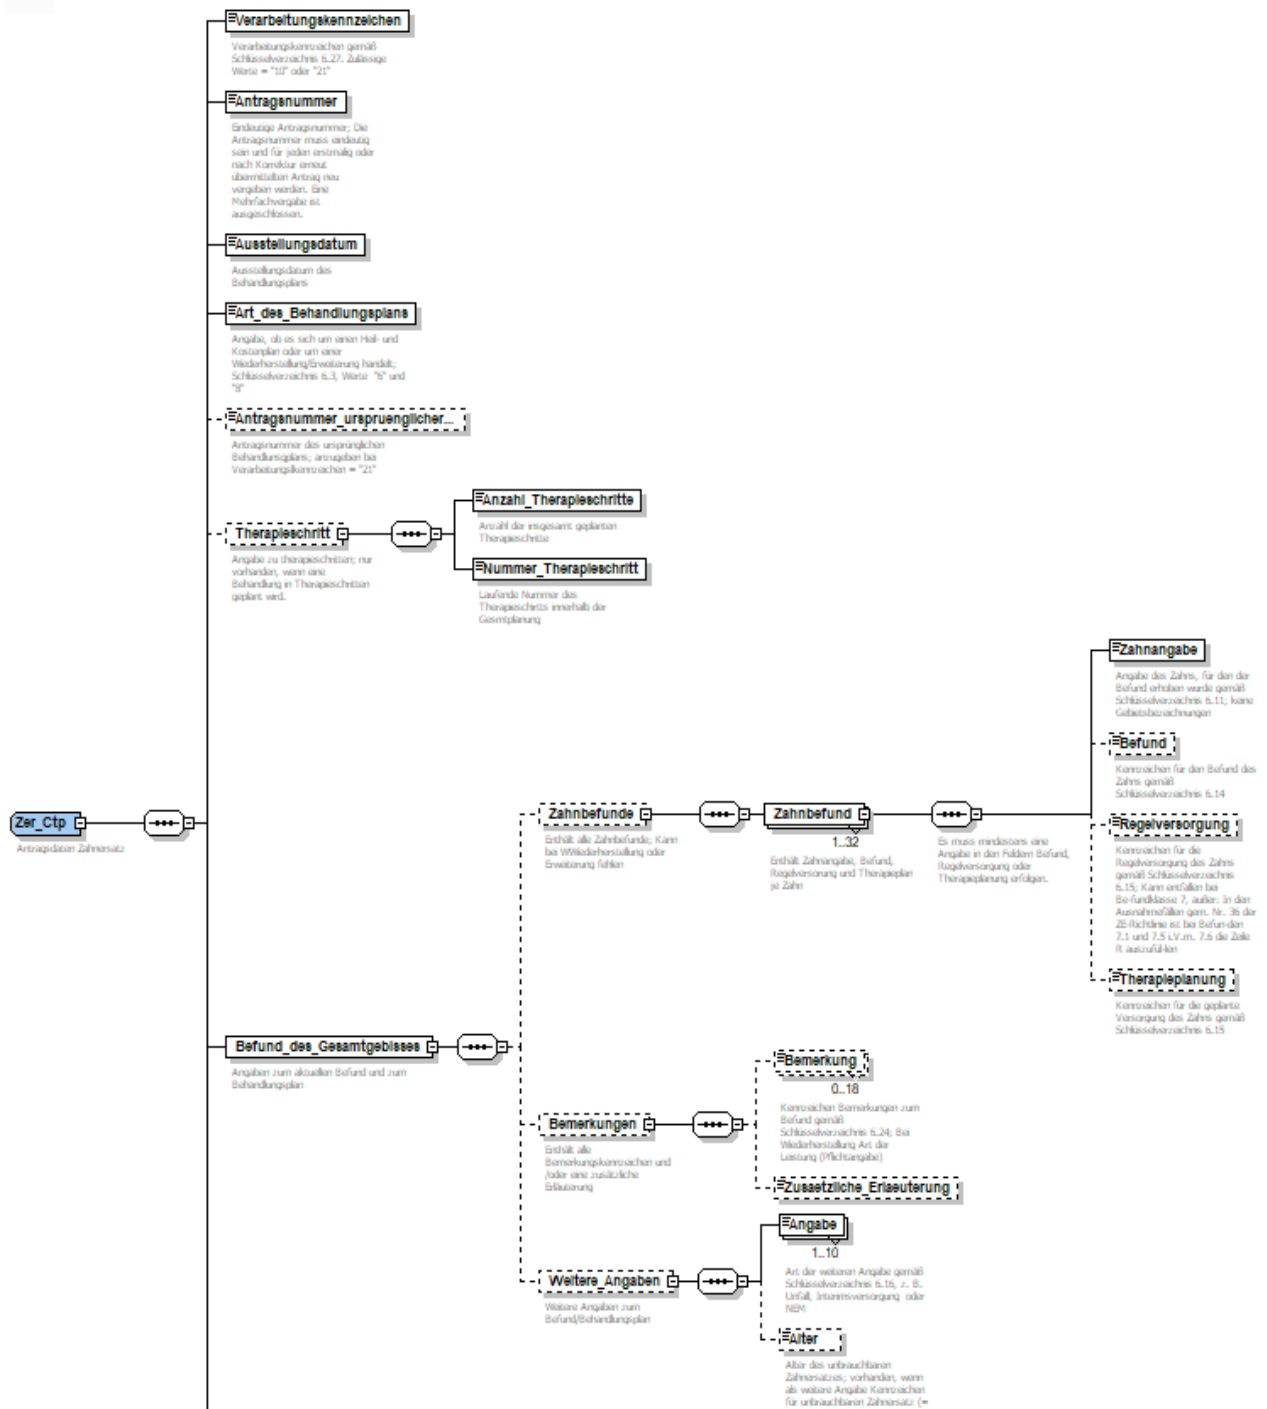 Verarbeitungskennzeichen
Verarbeitungskennzeichen gemäß
Schlüsselverzeichnis 6.27. Zulässige
Werte = "10" oder "21"
Antragsnummer
Eindeutige Antragsnummer; Die
Antragsnummer muss eindeutig
sein und für jeden erstmalig oder
nach Korrektur erneut
übermittelten Antrag neu
vergeben werden. Eine
Mehrfachvergabe ist
ausgeschlossen.
Ausstellungsdatum
Ausstellungsdatum des
Behandlungsplans
Art_des_Behandlungsplans
Angabe, ob es sich um einen Heil- und
Kostenplan oder um einer
Wiederherstellung/Erweiterung handelt;
Schlüsselverzeichnis 6.3, Werte "6" und
"8"
Antragsnummer_urspruenglicher...
Antragsnummer des ursprünglichen
Behandlunsgplans; anzugeben bei
Verarbeitungslkennzeichen = "21"
Therapieschritt
Angabe zu therapieschritten; nur
vorhanden, wenn eine
Behandlung in Therapieschritten
geplant wird.
Anzahl_Therapieschritte
Anzahl der insgesamt geplanten
Therapieschritte
Nummer_Therapieschritt
Laufende Nummer des
Therapieschritts innerhalb der
Gesmtplanung
Zer_Ctp
Antragsdaten Zahnersatz
Befund_des_Gesamtgebisses
Angaben zum aktuellen Befund und zum
Behandlungsplan
Zahnbefunde
Enthält alle Zahnbefunde; Kann
bei WWiederherstellung oder
Erweiterung fehlen
Zahnbefund
1..32
Enthält Zahnangabe, Befund,
Regelversorung und Therapieplan
je Zahn
Es muss mindestens eine
Angabe in den Feldern Befund,
Regelversorgung oder
Therapieplanung erfolgen.
Zahnangabe
Angabe des Zahns, für den der
Befund erhoben wurde gemäß
Schlüsselverzeichnis 6.11; keine
Gebietsbezeichnungen
Befund
Kennzeichen für den Befund des
Zahns gemäß
Schlüsselverzeichnis 6.14
Regelversorgung
Kennzeichen für die
Regelversorgung des Zahns
gemäß Schlüsselverzeichnis
6.15; Kann entfallen bei
Be-fundklasse 7, außer: In den
Ausnahmefällen gem. Nr. 36 der
ZE-Richtlinie ist bei Befun-den
7.1 und 7.5 i.V.m. 7.6 die Zeile
R auszufül-len
Therapieplanung
Kennzeichen für die geplante
Versorgung des Zahns gemäß
Schlüsselverzeichnis 6.15
Bemerkungen
Enthält alle
Bemerkungskennzeichen und
/oder eine zusätzliche
Erläuterung
Bemerkung
0..18
Kennzeichen Bemerkungen zum
Befund gemäß
Schlüsselverzeichnis 6.24; Bei
Wiederherstellung Art der
Leistung (Pflichtangabe)
Zusaetzliche_Erlaeuterung
Weitere_Angaben
Weitere Angaben zum
Befund/Behandlungsplan
Angabe
1..10
Art der weiteren Angabe gemäß
Schlüsselverzeichnis 6.16, z. B.
Unfall, Interimsversorgung oder
NEM
Alter
Alter des unbrauchbaren
Zahnersatzes; vorhanden, wenn
als weitere Angabe Kennzeichen
für unbrauchbaren Zahnersatz (=